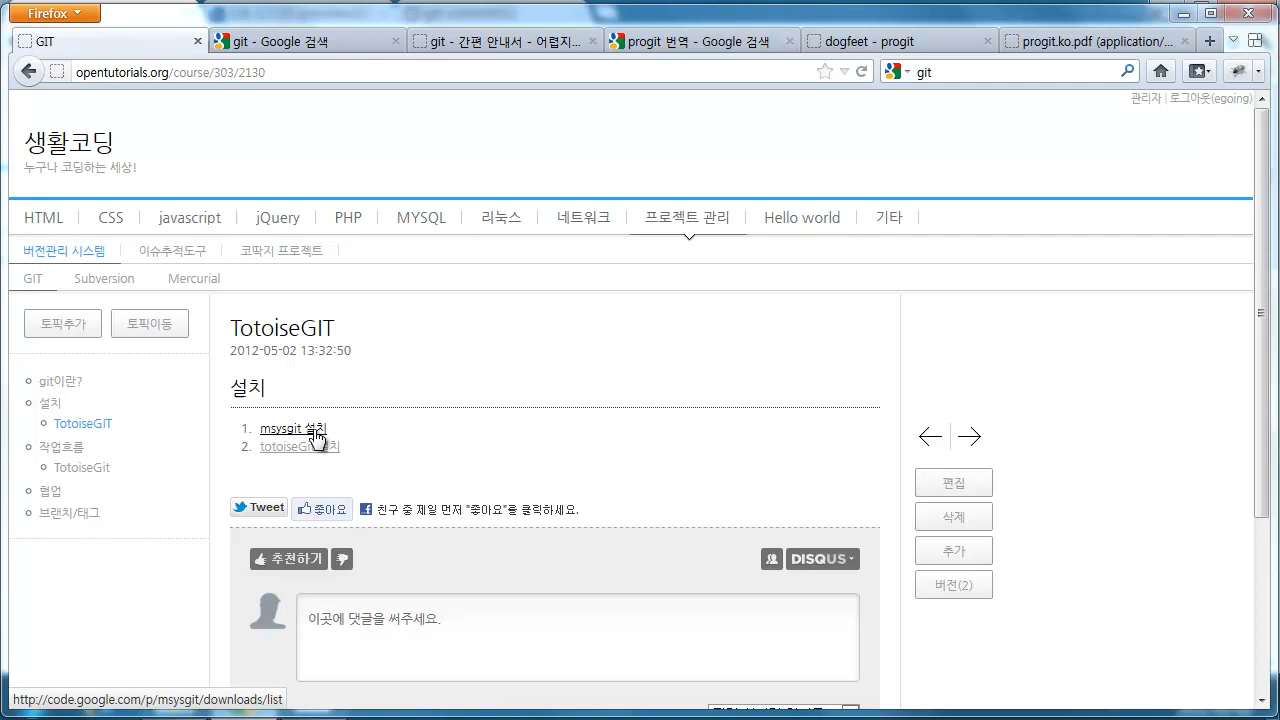 Firefox
GIT
git - Google 검색
git - 간편 안내서 - 어렵지...
progit 번역 - Google 검색
dogfeet - progit
progit.ko.pdf (application/...
opentutorials.org/course/303/2130
git
관리자 | 로그아웃(egoing)
생활코딩
누구나 코딩하는 세상!
HTML CSS javascript jQuery PHP MYSQL 리눅스 네트워크 프로젝트 관리 Hello world 기타
버전관리 시스템 이슈추적도구 코딱지 프로젝트
GIT Subversion Mercurial
토픽추가 토픽이동
git이란?
설치
TotoiseGIT
작업흐름
TotoiseGit
협업
브랜치/태그
TotoiseGIT
2012-05-02 13:32:50
설치
1. msysgit 설치
2. totoiseGit 설치
Tweet 좋아요 친구 중 제일 먼저 "좋아요"를 클릭하세요.
추천하기 DISQUS
이곳에 댓글을 써주세요.
편집
삭제
추가
버전(2)
http://code.google.com/p/msysgit/downloads/list